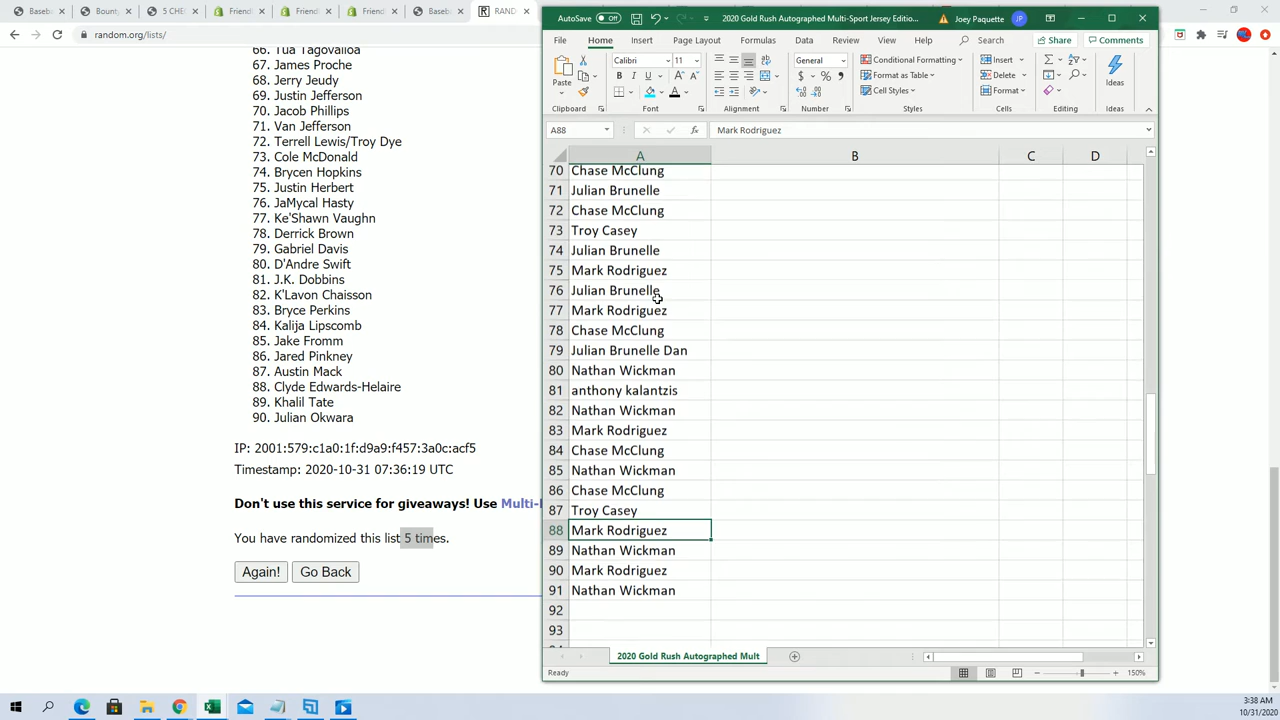 Baseb
Bount
5 CHE
Friend
Friend
Friend
Baseb
RAND
AutoSave Off
2020 Gold Rush Autographed Multi-Sport Jersey Editio...
Joey Paquette JP
random.org/lists/
File Home Insert Page Layout Formulas Data Review View Help Search Share Comments
Paste
Calibri 11
General
Conditional Formatting
Format as Table
Cell Styles
Insert
Delete
Format
Ideas
Clipboard Font Alignment Number Styles Cells Editing Ideas
A88 fx Mark Rodriguez
A B C D
66. Tua Tagovailoa
67. James Proche
68. Jerry Jeudy
69. Justin Jefferson
70. Jacob Phillips
71. Van Jefferson
72. Terrell Lewis/Troy Dye
73. Cole McDonald
74. Brycen Hopkins
75. Justin Herbert
76. JaMycal Hasty
77. Ke'Shawn Vaughn
78. Derrick Brown
79. Gabriel Davis
80. D'Andre Swift
81. J.K. Dobbins
82. K'Lavon Chaisson
83. Bryce Perkins
84. Kalija Lipscomb
85. Jake Fromm
86. Jared Pinkney
87. Austin Mack
88. Clyde Edwards-Helaire
89. Khalil Tate
90. Julian Okwara
IP: 2001:579:c1a0:1f:d9a9:f457:3a0c:acf5
Timestamp: 2020-10-31 07:36:19 UTC
Don't use this service for giveaways! Use Multi-
You have randomized this list 5 times.
Again! Go Back
70 Chase McClung
71 Julian Brunelle
72 Chase McClung
73 Troy Casey
74 Julian Brunelle
75 Mark Rodriguez
76 Julian Brunelle
77 Mark Rodriguez
78 Chase McClung
79 Julian Brunelle Dan
80 Nathan Wickman
81 anthony kalantzis
82 Nathan Wickman
83 Mark Rodriguez
84 Chase McClung
85 Nathan Wickman
86 Chase McClung
87 Troy Casey
88 Mark Rodriguez
89 Nathan Wickman
90 Mark Rodriguez
91 Nathan Wickman
92
93
2020 Gold Rush Autographed Mult
Ready
150%
3:38 AM
10/31/2020